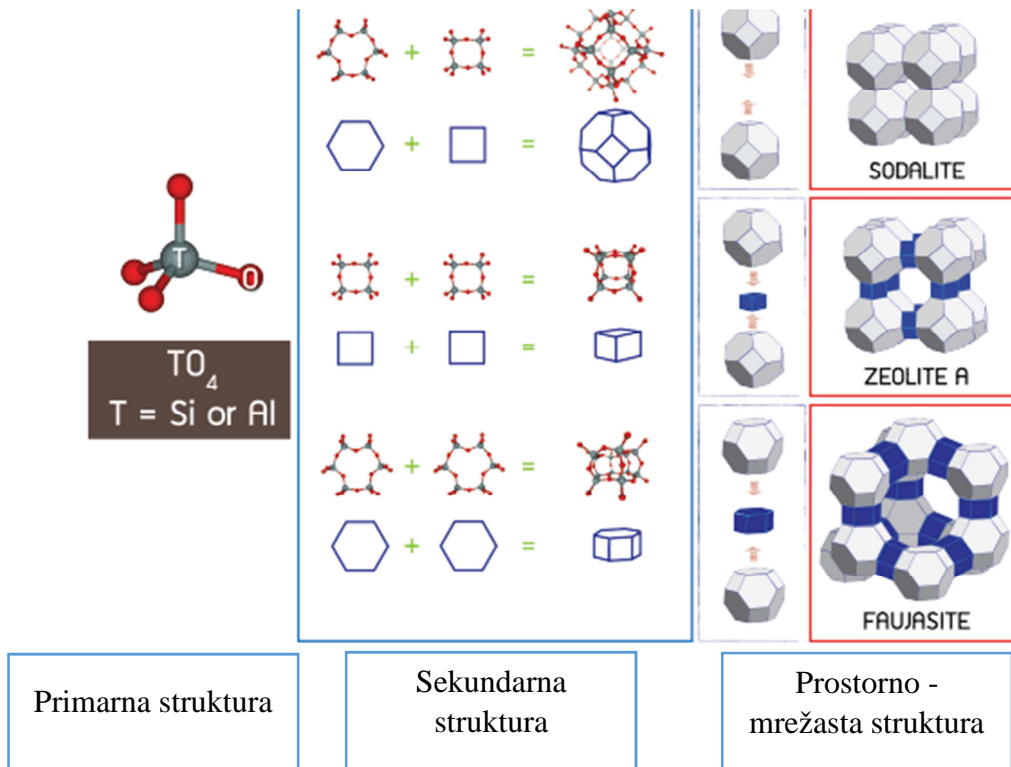 T
O
TO4
T = Si or Al
+
=
+
=
+
=
+
=
+
=
+
=
SODALITE
ZEOLITE A
FAUJASITE
Primarna struktura
Sekundarna
struktura
Prostorno -
mrežasta struktura